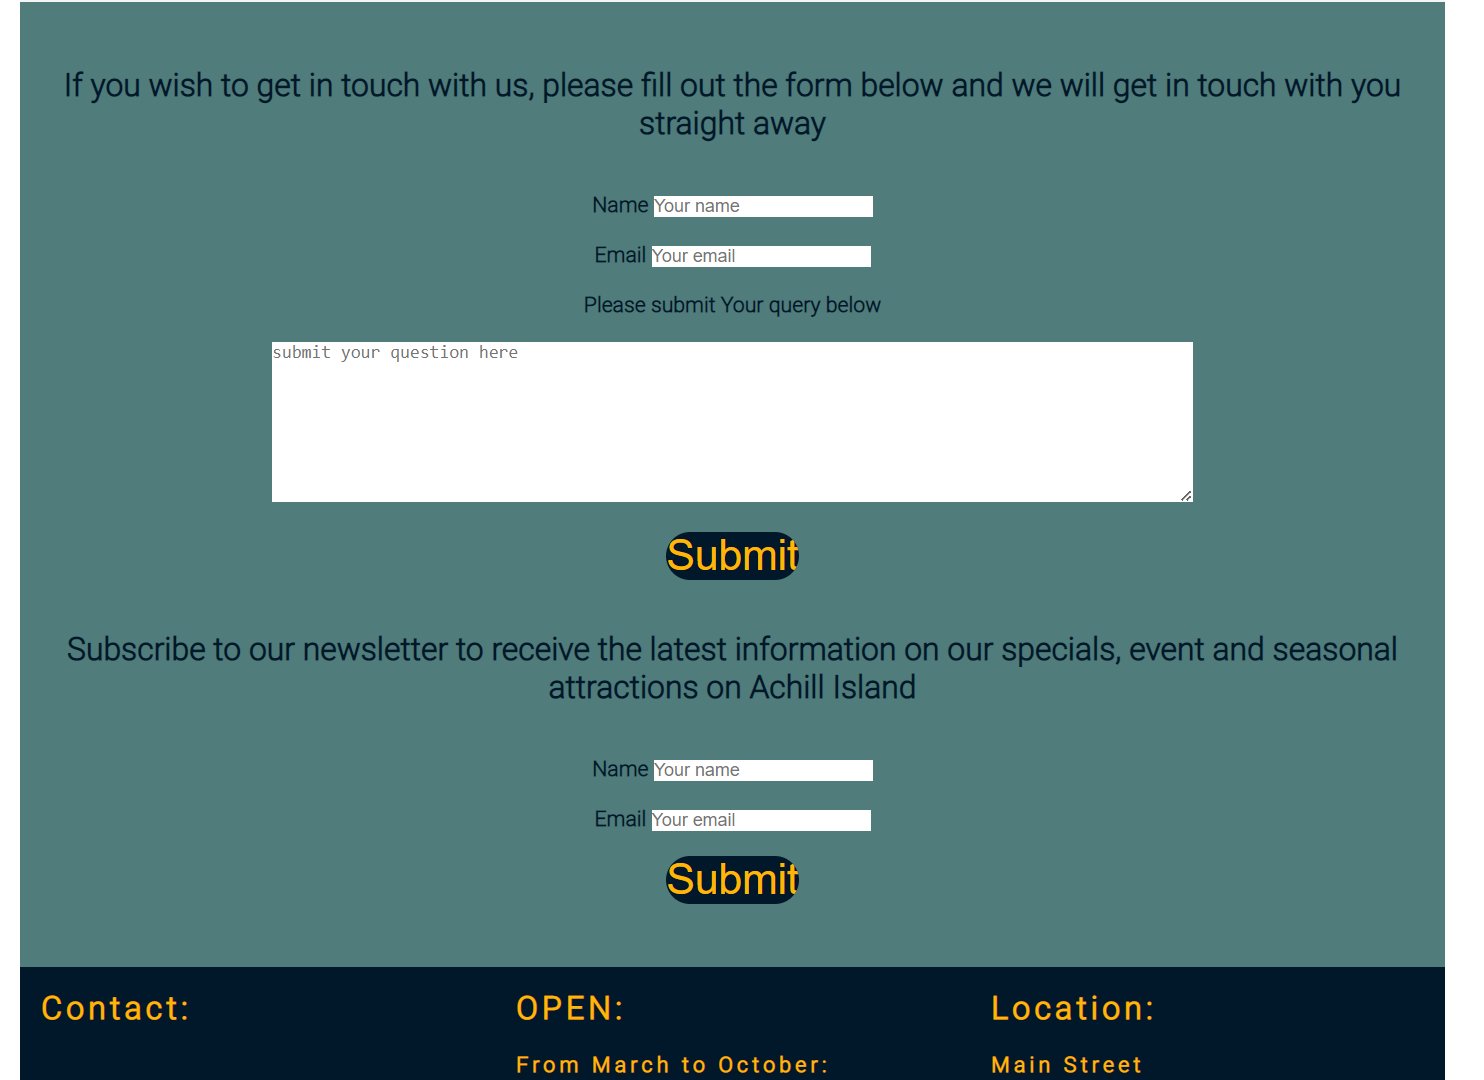 If you wish to get in touch with us, please fill out the form below and we will get in touch with you
straight away
Name Your name
Email Your email
Please submit Your query below
submit your question here
Submit
Subscribe to our newsletter to receive the latest information on our specials, event and seasonal
attractions on Achill Island
Name Your name
Email Your email
Submit
Contact: OPEN: Location:
From March to October: Main Street